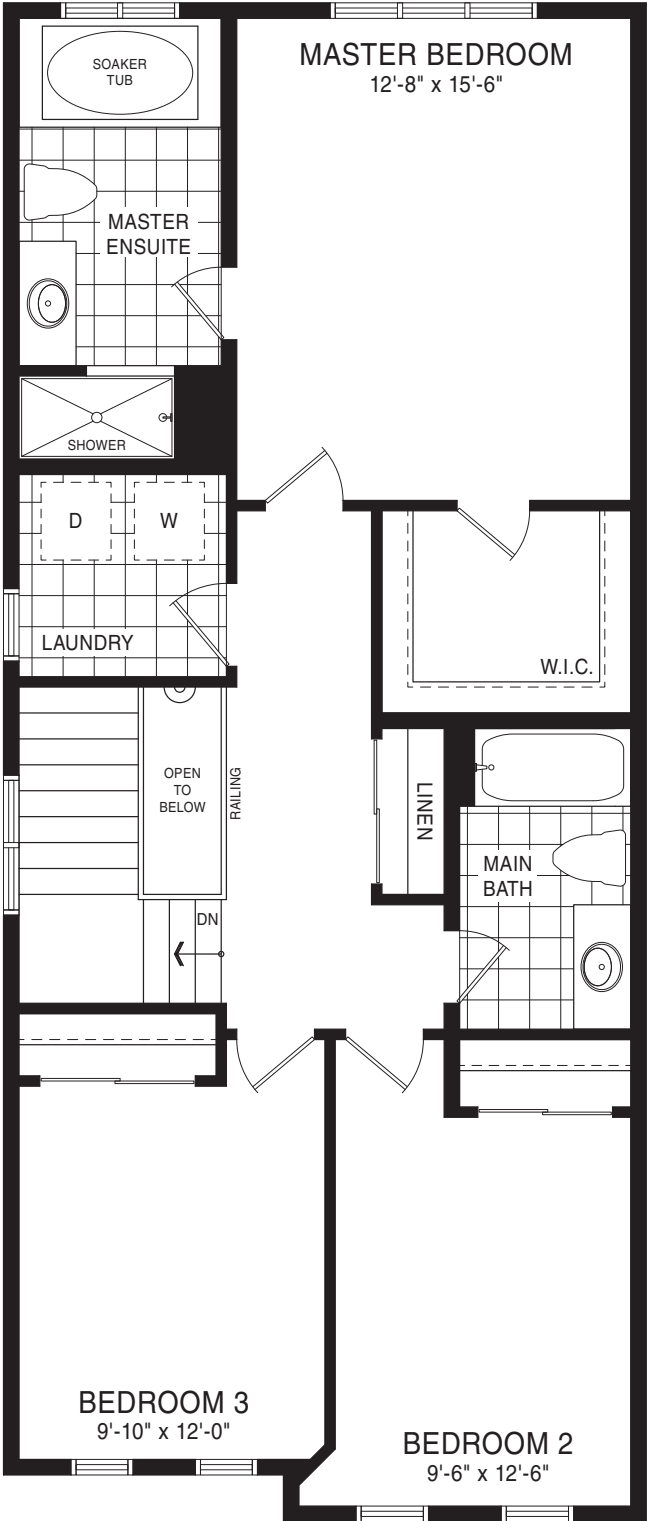 SOAKER
TUB
MASTER BEDROOM
12'-8" x 15'-6"
MASTER
ENSUITE
SHOWER
D
W
LAUNDRY
W.I.C.
OPEN
TO
BELOW
RAILING
LINEN
MAIN
BATH
DN
BEDROOM 3
9'-10" x 12'-0"
BEDROOM 2
9'-6" x 12'-6"